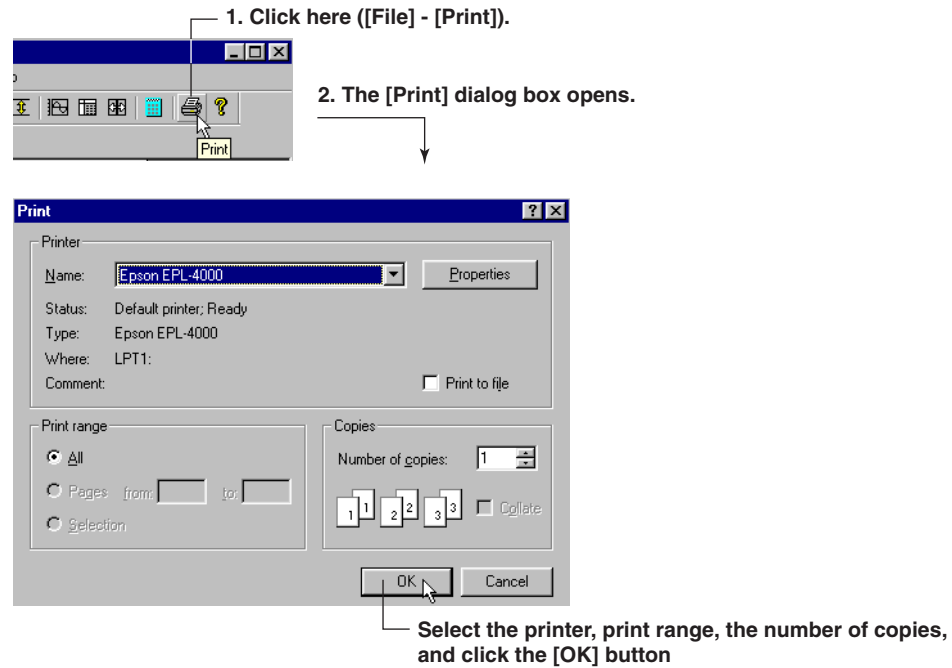 1. Click here ([File] - [Print]).
2. The [Print] dialog box opens.
Print
Print
Printer
Name: Epson EPL-4000 Properties
Status: Default printer; Ready
Type: Epson EPL-4000
Where: LPT1:
Comment: Print to file
Print range
All
Pages from: to:
Selection
Copies
Number of copies: 1
1 1 2 2 3 3 Collate
OK Cancel
Select the printer, print range, the number of copies,
and click the [OK] button